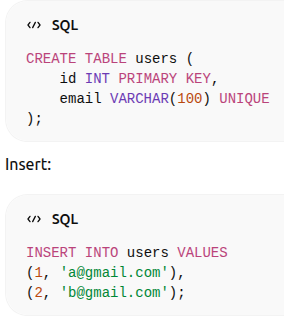 SQL
CREATE TABLE users (
    id INT PRIMARY KEY,
    email VARCHAR(100) UNIQUE
);
Insert:
SQL
INSERT INTO users VALUES
(1, 'a@gmail.com'),
(2, 'b@gmail.com');